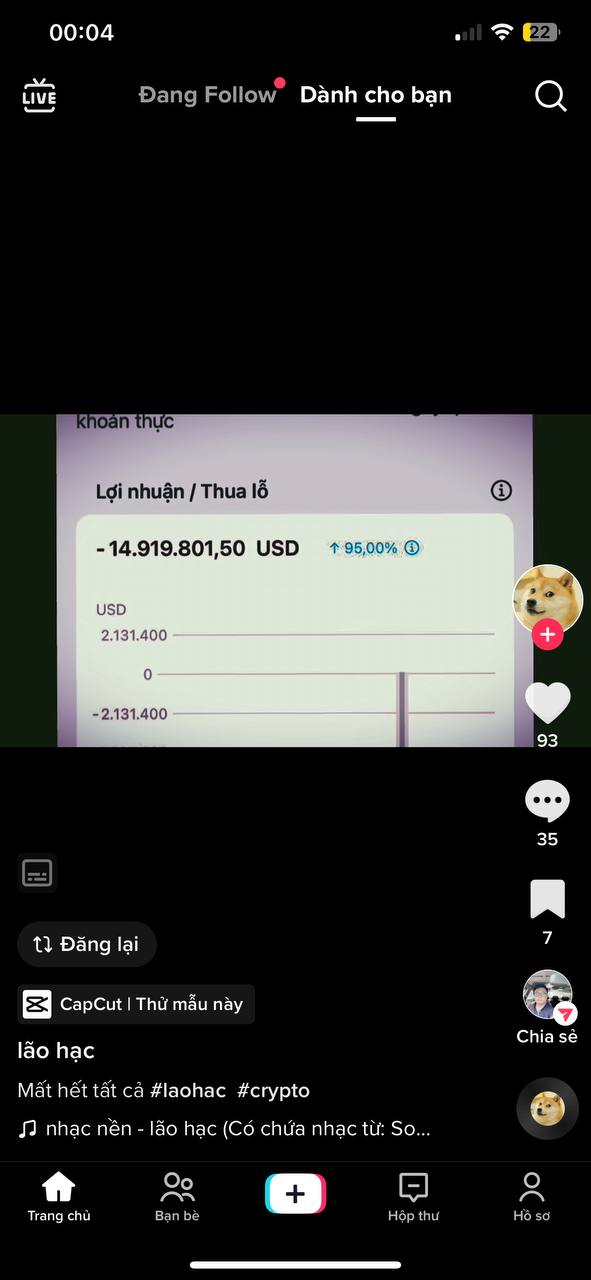 00:04
22
LIVE
Đang Follow
Dành cho bạn
khoản thực
Lợi nhuận / Thua lỗ
-14.919.801,50 USD
↑ 95,00%
USD
2.131.400
0
-2.131.400
93
35
7
Đăng lại
CapCut | Thử mẫu này
Chia sẻ
lão hạc
Mất hết tất cả #laohac #crypto
nhạc nền - lão hạc (Có chứa nhạc từ: So...
Trang chủ
Bạn bè
Hộp thư
Hồ sơ